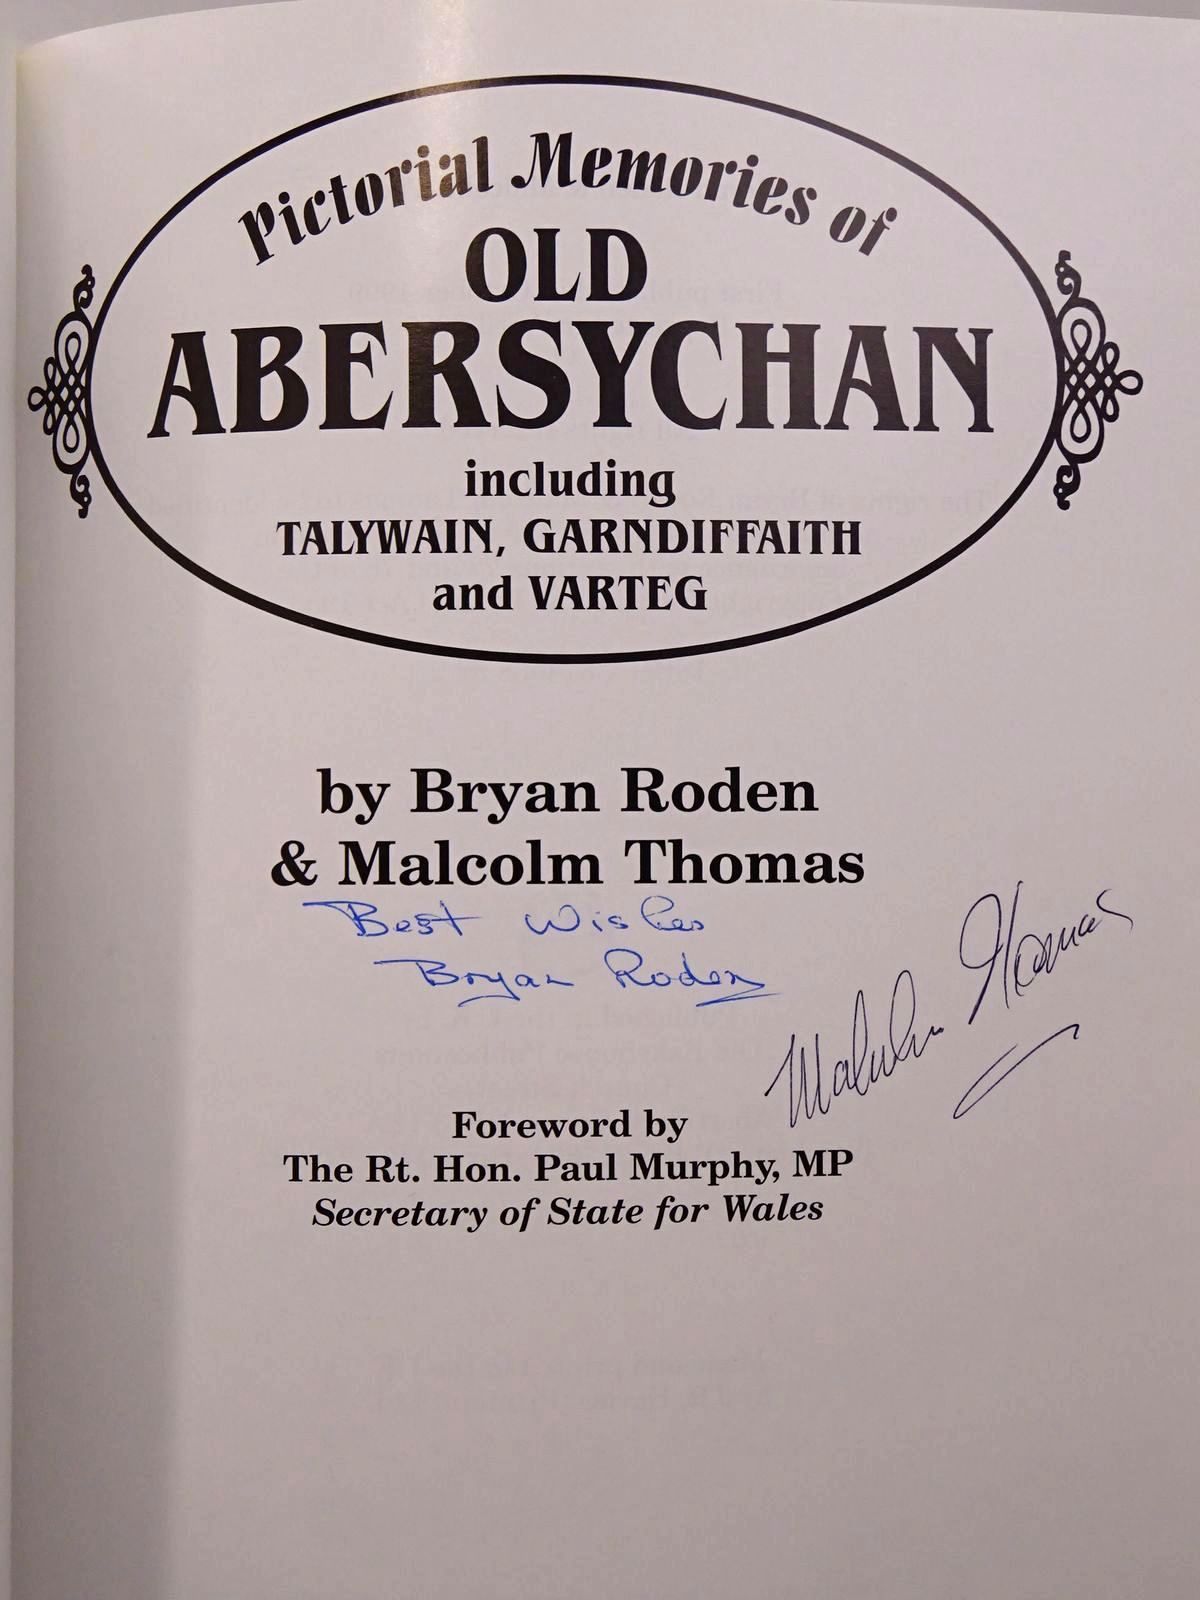 Pictorial Memories of
OLD
ABERSYCHAN
including
TALYWAIN, GARNDIFFAITH
and VARTEG
by Bryan Roden
& Malcolm Thomas
Best Wishes
Bryan Roden
Malcolm Thomas
Foreword by
The Rt. Hon. Paul Murphy, MP
Secretary of State for Wales